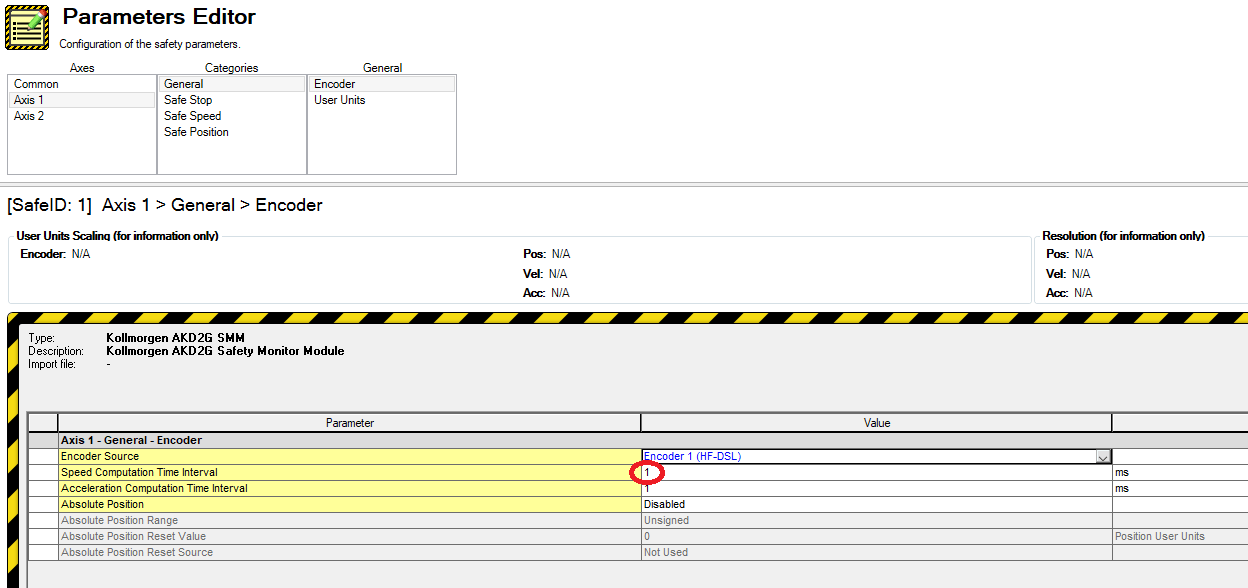 Parameters Editor
Configuration of the safety parameters.
Axes Categories General
Common General Encoder
Axis 1 Safe Stop User Units
Axis 2 Safe Speed
Safe Position
[SafeID: 1] Axis 1 > General > Encoder
User Units Scaling (for information only) Resolution (for information only)
Encoder: N/A Pos: N/A Pos: N/A
Vel: N/A Vel: N/A
Acc: N/A Acc: N/A
Type: Kollmorgen AKD2G SMM
Description: Kollmorgen AKD2G Safety Monitor Module
Import file: -
Parameter Value
Axis 1 - General - Encoder
Encoder Source Encoder 1 (HF-DSL)
Speed Computation Time Interval 1 ms
Acceleration Computation Time Interval 1 ms
Absolute Position Disabled
Absolute Position Range Unsigned
Absolute Position Reset Value 0 Position User Units
Absolute Position Reset Source Not Used